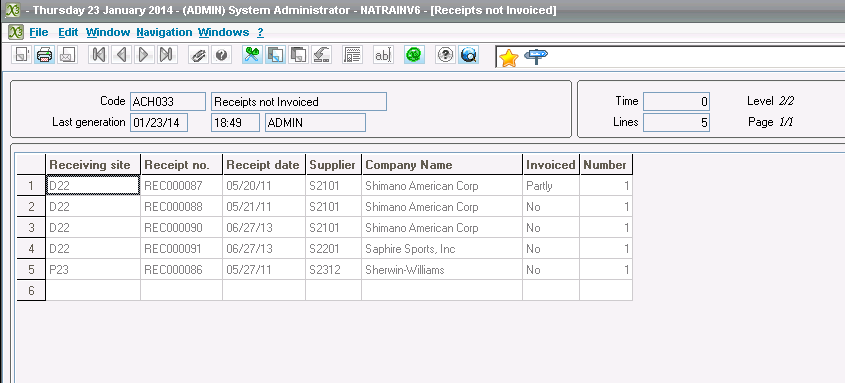 - Thursday 23 January 2014 - (ADMIN) System Administrator - NATRAINV6 - [Receipts not Invoiced]
File Edit Window Navigation Windows ?
ab
Code ACH033 Receipts not Invoiced Time 0 Level 2/2
Last generation 01/23/14 18:49 ADMIN Lines 5 Page 1/1
Receiving site Receipt no. Receipt date Supplier Company Name Invoiced Number
1 D22 REC000087 05/20/11 S2101 Shimano American Corp Partly 1
2 D22 REC000088 05/21/11 S2101 Shimano American Corp No 1
3 D22 REC000090 06/27/13 S2101 Shimano American Corp No 1
4 D22 REC000091 06/27/13 S2201 Saphire Sports, Inc No 1
5 P23 REC000086 05/27/11 S2312 Sherwin-Williams No 1
6